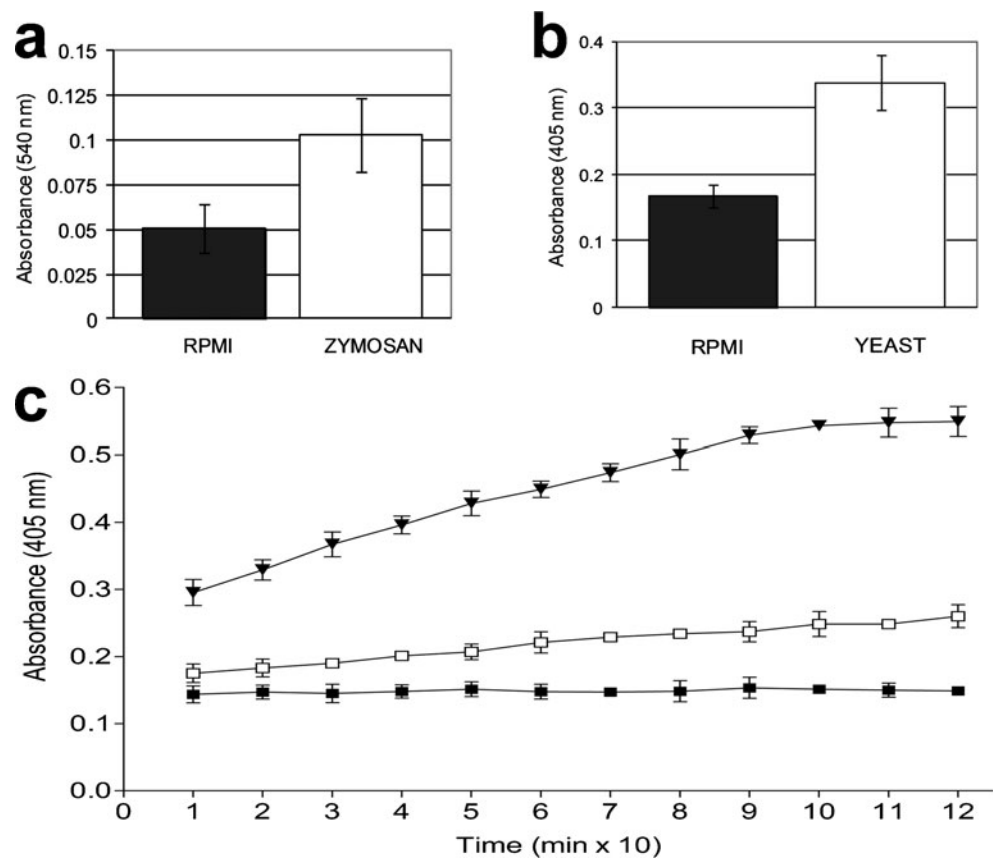 a
0.15
0.125
0.1
0.075
0.05
0.025
0
Absorbance (540 nm)
RPMI ZYMOSAN
b
0.4
0.3
0.2
0.1
0
Absorbance (405 nm)
RPMI YEAST
c
0.6
0.5
0.4
0.3
0.2
0.1
0.0
Absorbance (405 nm)
0 1 2 3 4 5 6 7 8 9 10 11 12
Time (min x 10)